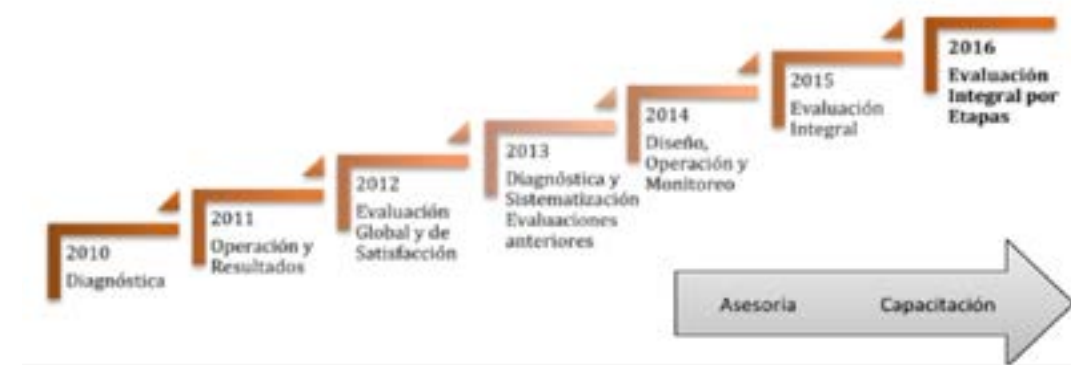 2010
Diagnóstica
2011
Operación y
Resultados
2012
Evaluación
Global y de
Satisfacción
2013
Diagnóstica y
Sistematización
Evaluaciones
anteriores
2014
Diseño,
Operación y
Monitoreo
2015
Evaluación
Integral
2016
Evaluación
Integral por
Etapas
Asesoria
Capacitación